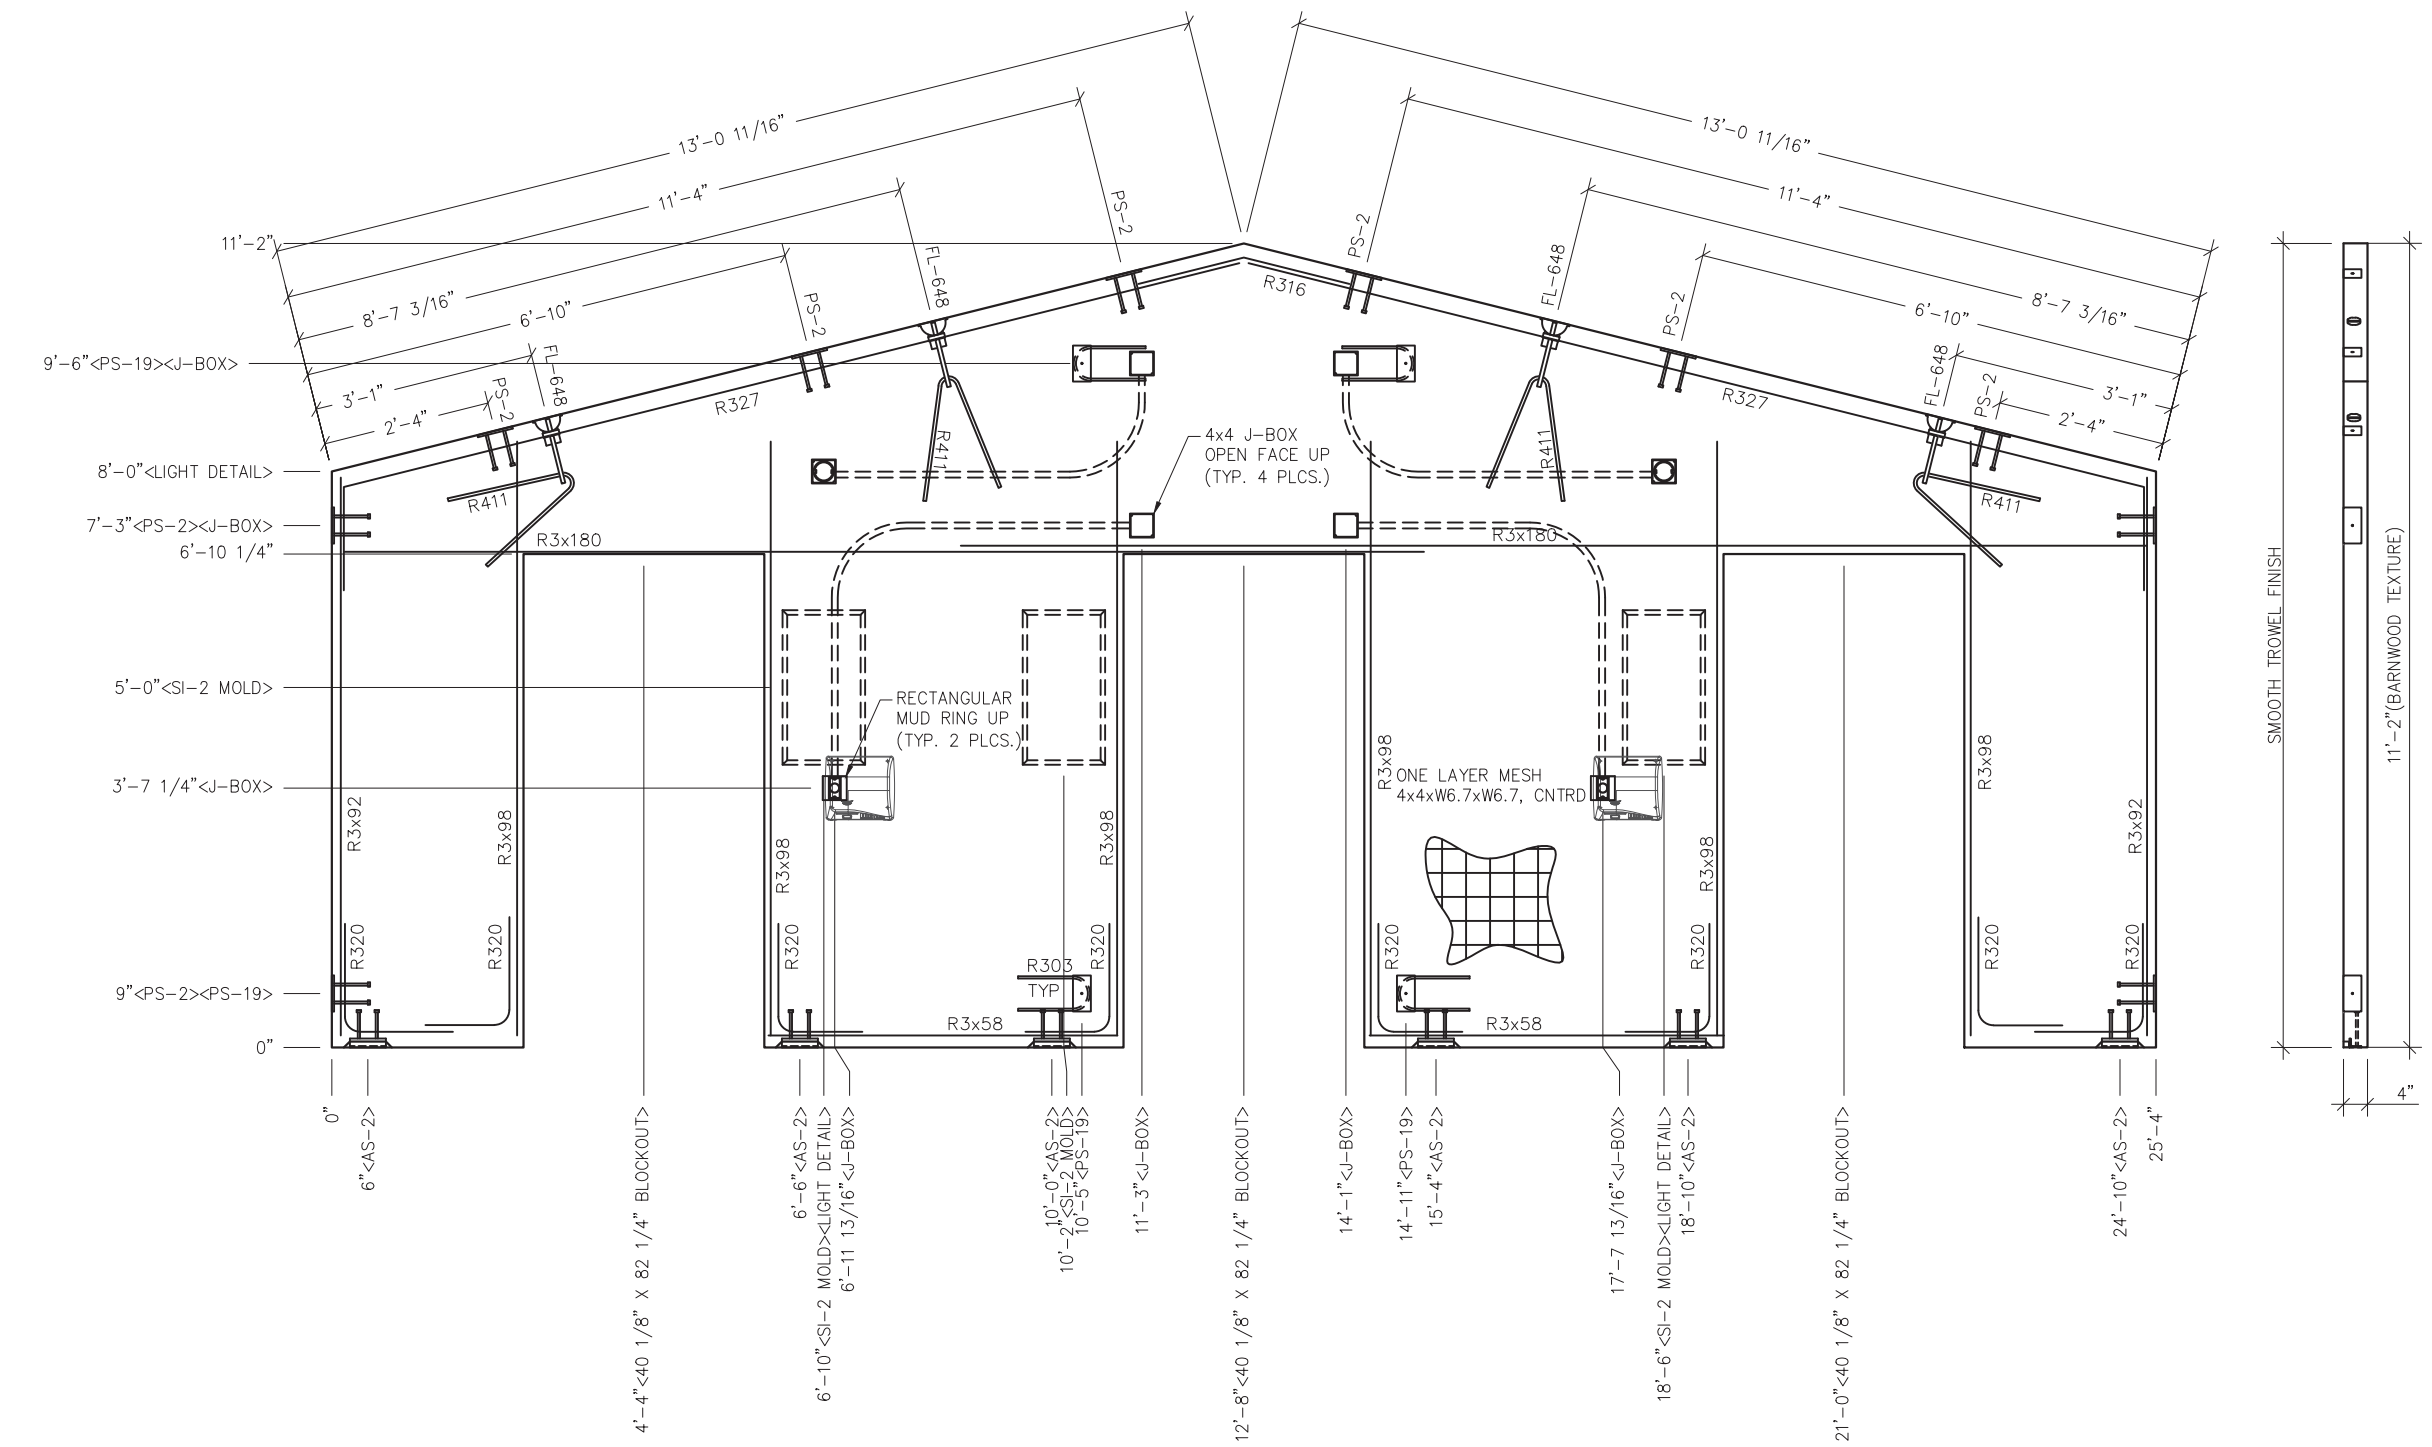 13'-0 11/16"
11'-4"
8'-7 3/16"
6'-10"
3'-1"
2'-4"
13'-0 11/16"
11'-4"
8'-7 3/16"
6'-10"
3'-1"
2'-4"
PS-2
FL-648
PS-2
FL-648
PS-2
PS-2
FL-648
PS-2
FL-648
PS-2
11'-2"
9'-6"<PS-19><J-BOX>
8'-0"<LIGHT DETAIL>
7'-3"<PS-2><J-BOX>
6'-10 1/4"
5'-0"<SI-2 MOLD>
3'-7 1/4"<J-BOX>
9"<PS-2><PS-19>
0"
R316
R327
R327
R411
R411
R411
R411
4x4 J-BOX
OPEN FACE UP
(TYP. 4 PLCS.)
R3x180
R3x180
RECTANGULAR
MUD RING UP
(TYP. 2 PLCS.)
ONE LAYER MESH
4x4xW6.7xW6.7, CNTRD
R3x92
R3x98
R3x98
R3x98
R3x98
R3x98
R3x98
R3x92
R320
R320
R320
R320
R320
R320
R320
R320
R303
TYP
R3x58
R3x58
0"
6"<AS-2>
4'-4"<40 1/8" X 82 1/4" BLOCKOUT>
6'-6"<AS-2>
6'-10"<SI-2 MOLD><LIGHT DETAIL>
6'-11 13/16"<J-BOX>
10'-0"<AS-2>
10'-2"<SI-2 MOLD>
10'-5"<PS-19>
11'-3"<J-BOX>
12'-8"<40 1/8" X 82 1/4" BLOCKOUT>
14'-1"<J-BOX>
14'-11"<PS-19>
15'-4"<AS-2>
17'-7 13/16"<J-BOX>
18'-6"<SI-2 MOLD><LIGHT DETAIL>
18'-10"<AS-2>
21'-0"<40 1/8" X 82 1/4" BLOCKOUT>
24'-10"<AS-2>
25'-4"
SMOOTH TROWEL FINISH
11'-2"(BARNWOOD TEXTURE)
4"